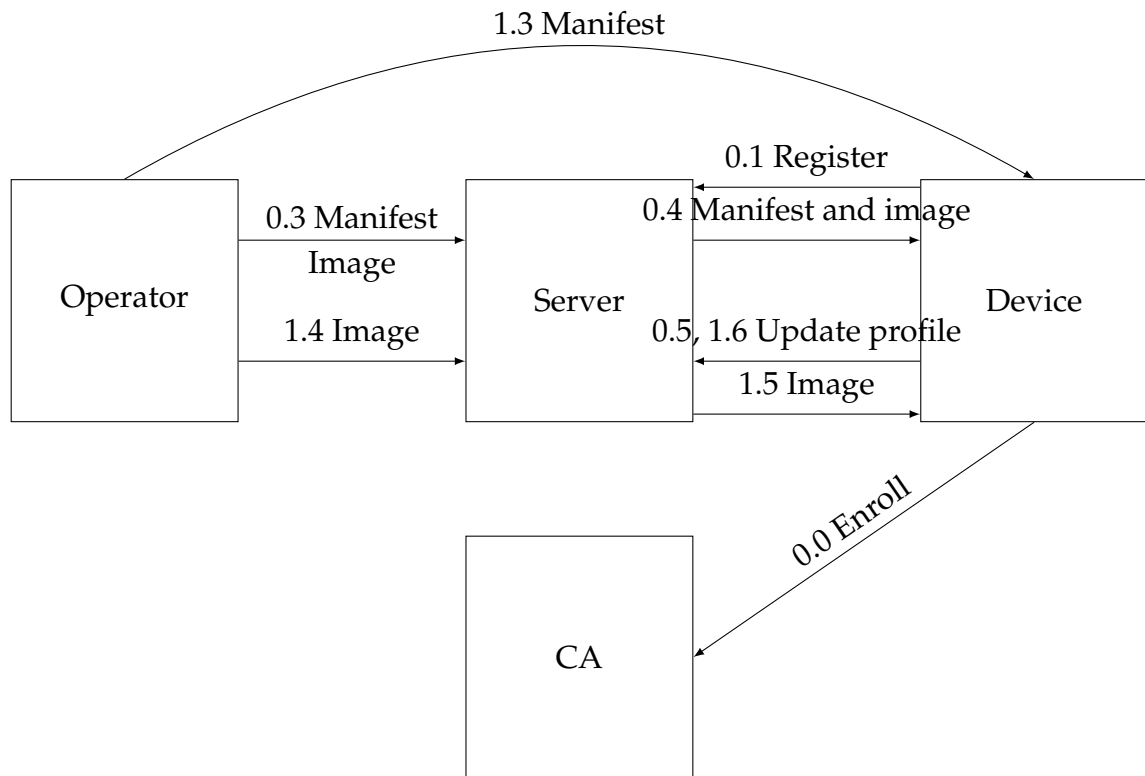 1.3 Manifest
0.1 Register
0.3 Manifest
Image
0.4 Manifest and image
Operator
Server
Device
1.4 Image
0.5, 1.6 Update profile
1.5 Image
0.0 Enroll
CA